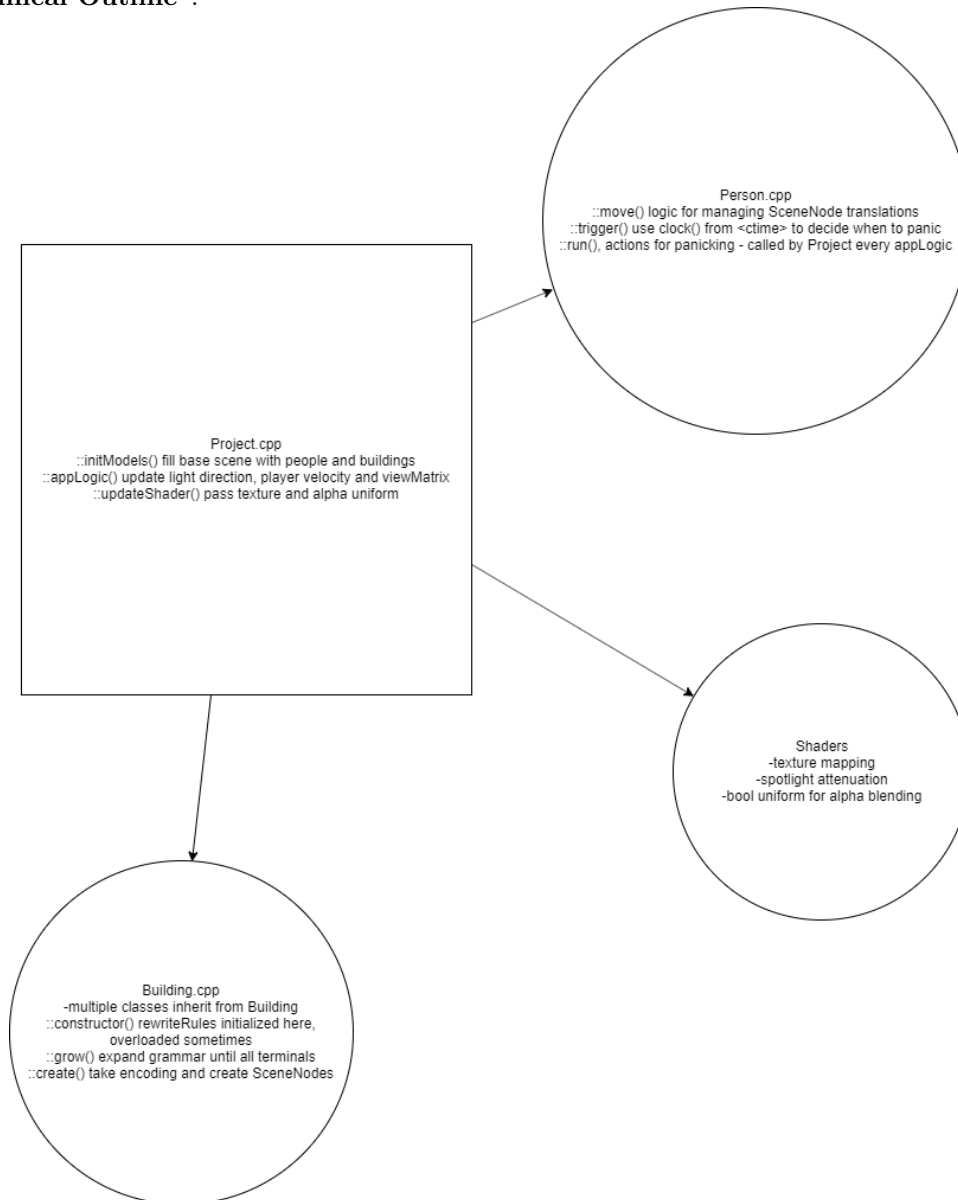 Outline".
Person.cpp
::move() logic for managing SceneNode translations
::trigger() use clock() from <ctime> to decide when to panic
::run(), actions for panicking - called by Project every appLogic
Project.cpp
::initModels() fill base scene with people and buildings
::appLogic() update light direction, player velocity and viewMatrix
::updateShader() pass texture and alpha uniform
Shaders
-texture mapping
-spotlight attenuation
-bool uniform for alpha blending
Building.cpp
-multiple classes inherit from Building
::constructor() rewriteRules initialized here,
overloaded sometimes
::grow() expand grammar until all terminals
::create() take encoding and create SceneNodes